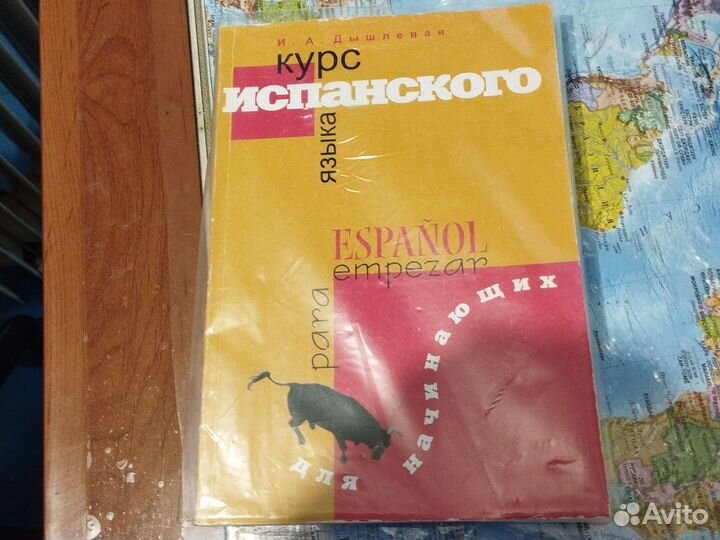 И. А. Дышлевая
курс
испанского
языка
ESPAÑOL
para empezar
для начинающих
Avito